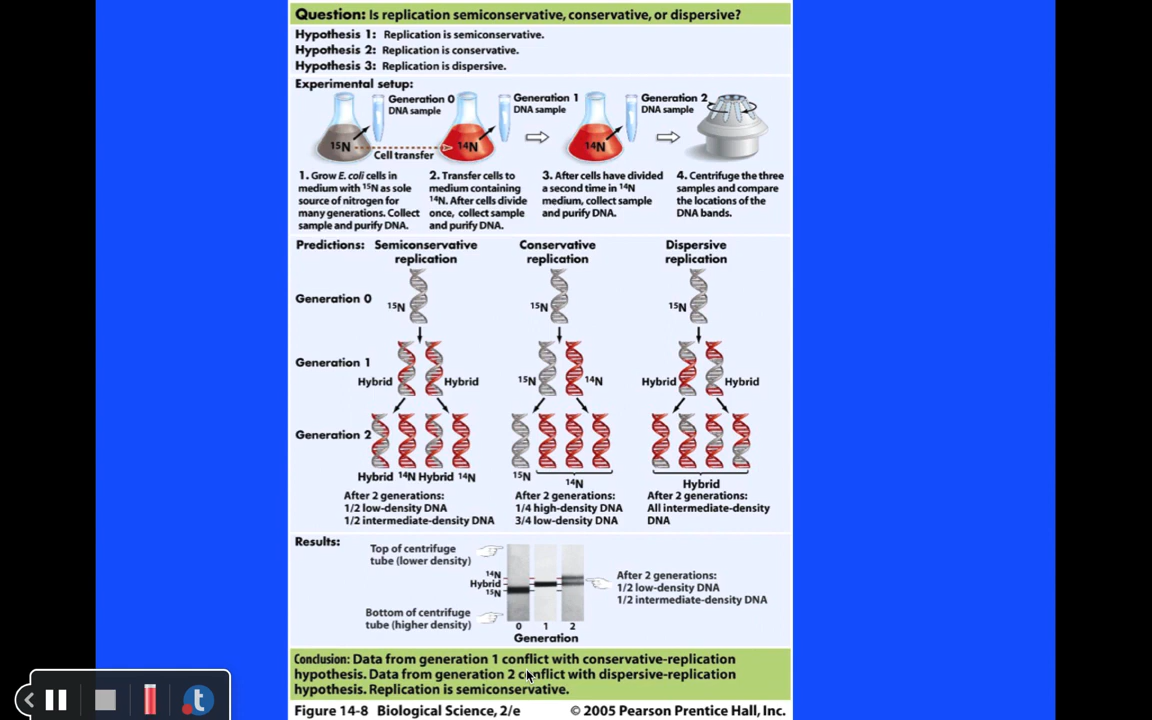 Question: Is replication semiconservative, conservative, or dispersive?
Hypothesis 1: Replication is semiconservative.
Hypothesis 2: Replication is conservative.
Hypothesis 3: Replication is dispersive.
Experimental setup:
Generation 0
DNA sample
Generation 1
DNA sample
Generation 2
DNA sample
15N
Cell transfer
14N
14N
1. Grow E. coli cells in
medium with 15N as sole
source of nitrogen for
many generations. Collect
sample and purify DNA.
2. Transfer cells to
medium containing
14N. After cells divide
once, collect sample
and purify DNA.
3. After cells have divided
a second time in 14N
medium, collect sample
and purify DNA.
4. Centrifuge the three
samples and compare
the locations of the
DNA bands.
Predictions:
Semiconservative
replication
Conservative
replication
Dispersive
replication
Generation 0
15N
15N
15N
Generation 1
Hybrid
Hybrid
15N
14N
Hybrid
Hybrid
Generation 2
Hybrid 14N Hybrid 14N
15N
14N
Hybrid
After 2 generations:
1/2 low-density DNA
1/2 intermediate-density DNA
After 2 generations:
1/4 high-density DNA
3/4 low-density DNA
After 2 generations:
All intermediate-density
DNA
Results:
Top of centrifuge
tube (lower density)
14N
Hybrid
15N
Bottom of centrifuge
tube (higher density)
0 1 2
Generation
After 2 generations:
1/2 low-density DNA
1/2 intermediate-density DNA
Conclusion: Data from generation 1 conflict with conservative-replication
hypothesis. Data from generation 2 conflict with dispersive-replication
hypothesis. Replication is semiconservative.
Figure 14-8 Biological Science, 2/e © 2005 Pearson Prentice Hall, Inc.
t